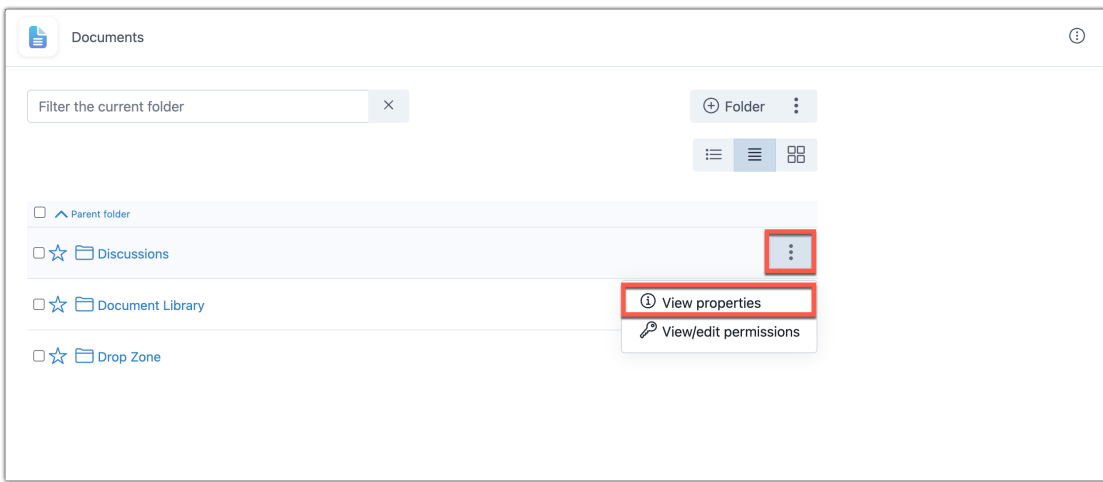 Documents
Filter the current folder
Folder
Parent folder
Discussions
View properties
Document Library
View/edit permissions
Drop Zone